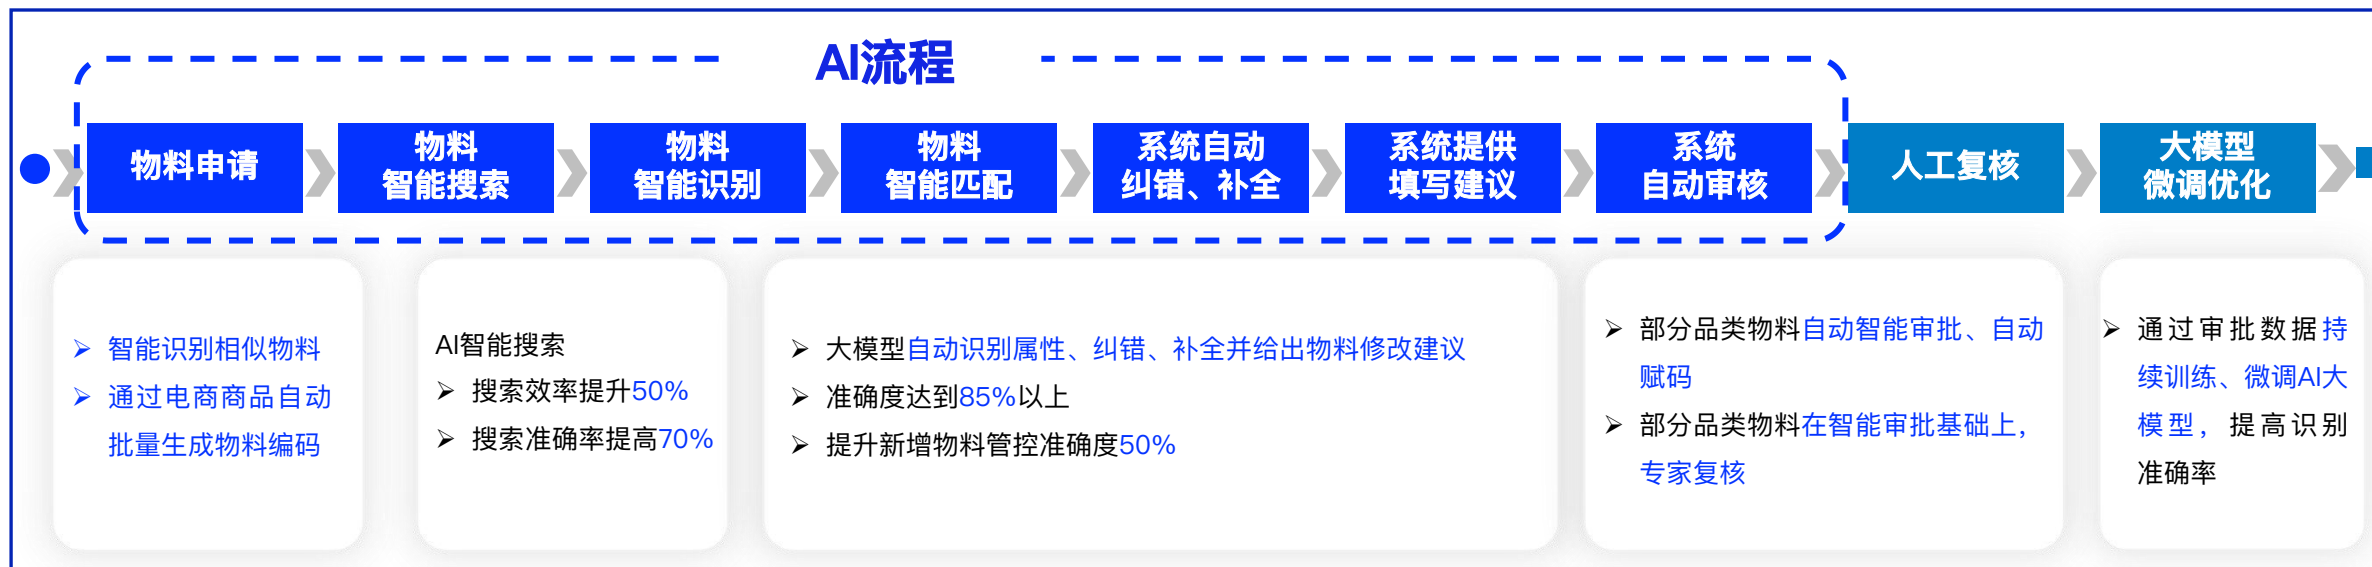 AI流程
物料申请
物料
智能搜索
物料
智能识别
物料
智能匹配
系统自动
纠错、补全
系统提供
填写建议
系统
自动审核
人工复核
大模型
微调优化
➢ 智能识别相似物料
➢ 通过电商商品自动
批量生成物料编码
AI智能搜索
➢ 搜索效率提升50%
➢ 搜索准确率提高70%
➢ 大模型自动识别属性、纠错、补全并给出物料修改建议
➢ 准确度达到85%以上
➢ 提升新增物料管控准确度50%
➢ 部分品类物料自动智能审批、自动
赋码
➢ 部分品类物料在智能审批基础上，
专家复核
➢ 通过审批数据持
续训练、微调AI大
模型，提高识别
准确率